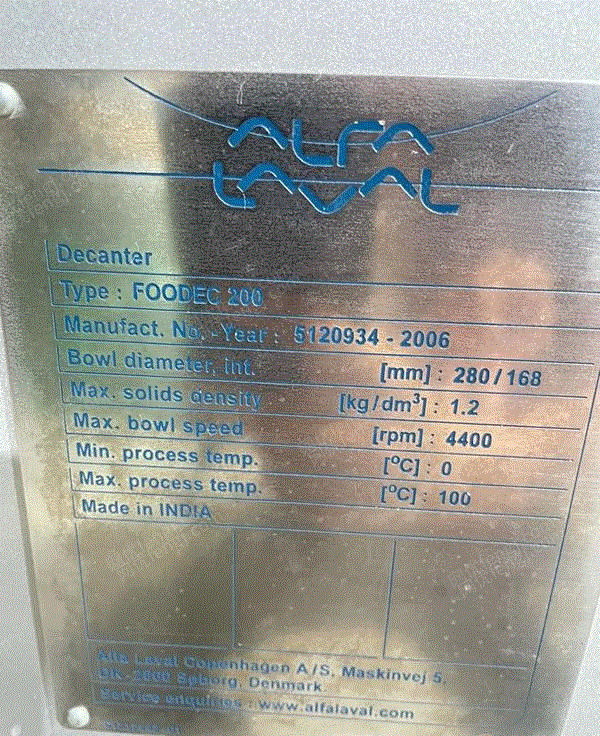 ALFA
LAVAL
Decanter
Type : FOODEC 200
Manufact. No. -Year : 5120934 - 2006
Bowl diameter, int. [mm] : 280/168
Max. solids density [kg/dm³] : 1.2
Max. bowl speed [rpm] : 4400
Min. process temp. [°C] : 0
Max. process temp. [°C] : 100
Made in INDIA
Alfa Laval Copenhagen A/S, Maskinvej 5,
DK-2860 Søborg, Denmark.
Service enquiries : www.alfalaval.com